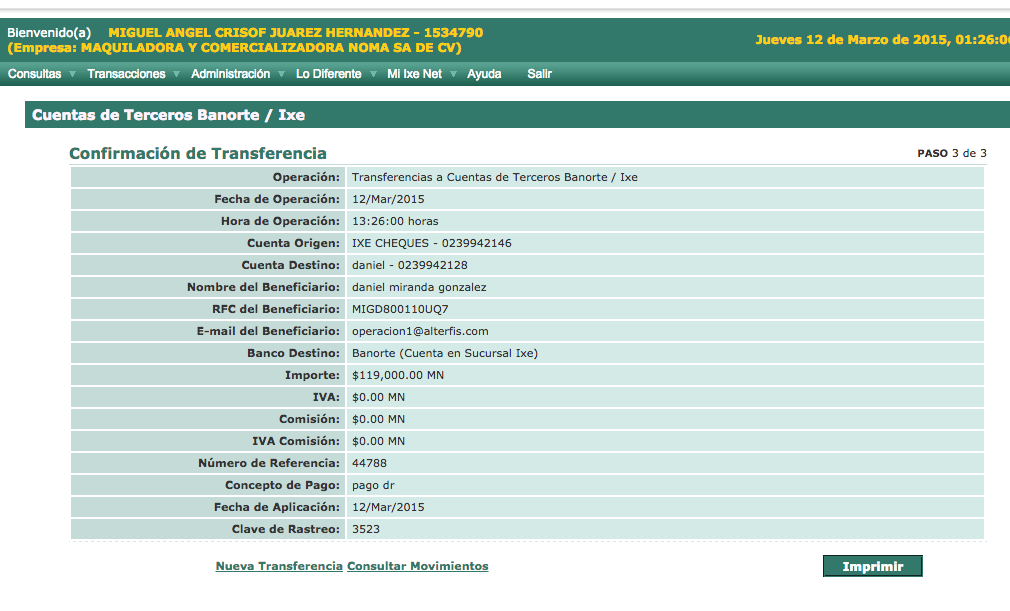 Bienvenido(a) MIGUEL ANGEL CRISOF JUAREZ HERNANDEZ - 1534790
(Empresa: MAQUILADORA Y COMERCIALIZADORA NOMA SA DE CV)
Jueves 12 de Marzo de 2015, 01:26:00
Consultas Transacciones Administración Lo Diferente Mi Ixe Net Ayuda Salir
Cuentas de Terceros Banorte / Ixe
Confirmación de Transferencia PASO 3 de 3
Operación: Transferencias a Cuentas de Terceros Banorte / Ixe
Fecha de Operación: 12/Mar/2015
Hora de Operación: 13:26:00 horas
Cuenta Origen: IXE CHEQUES - 0239942146
Cuenta Destino: daniel - 0239942128
Nombre del Beneficiario: daniel miranda gonzalez
RFC del Beneficiario: MIGD800110UQ7
E-mail del Beneficiario: operacion1@alterfis.com
Banco Destino: Banorte (Cuenta en Sucursal Ixe)
Importe: $119,000.00 MN
IVA: $0.00 MN
Comisión: $0.00 MN
IVA Comisión: $0.00 MN
Número de Referencia: 44788
Concepto de Pago: pago dr
Fecha de Aplicación: 12/Mar/2015
Clave de Rastreo: 3523
Nueva Transferencia Consultar Movimientos Imprimir